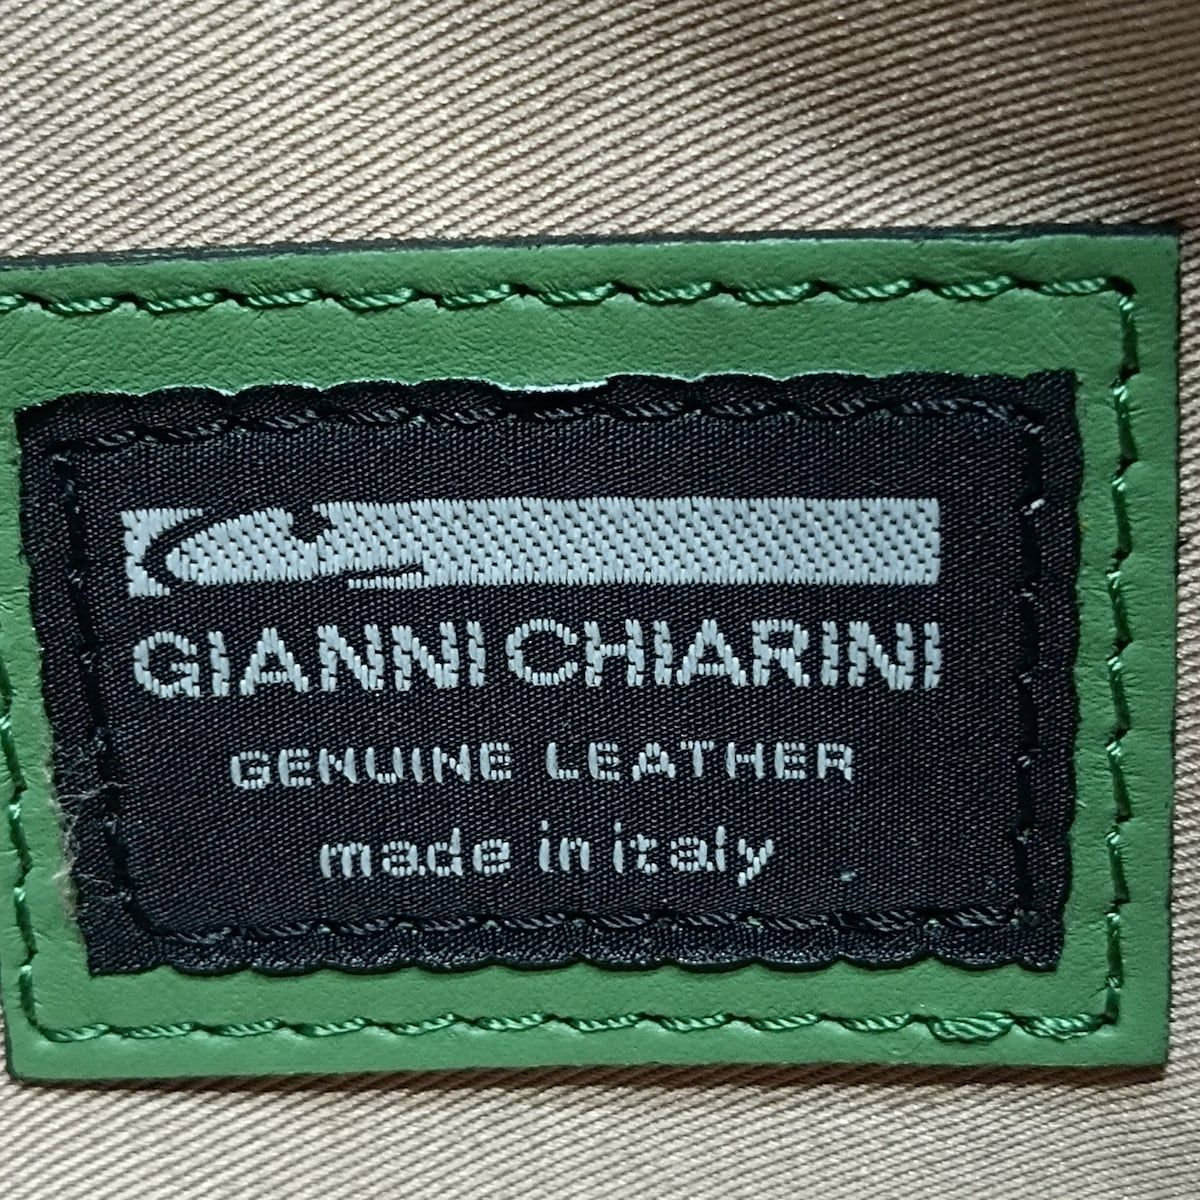 GIANNI CHIARINI
GENUINE LEATHER
made in italy